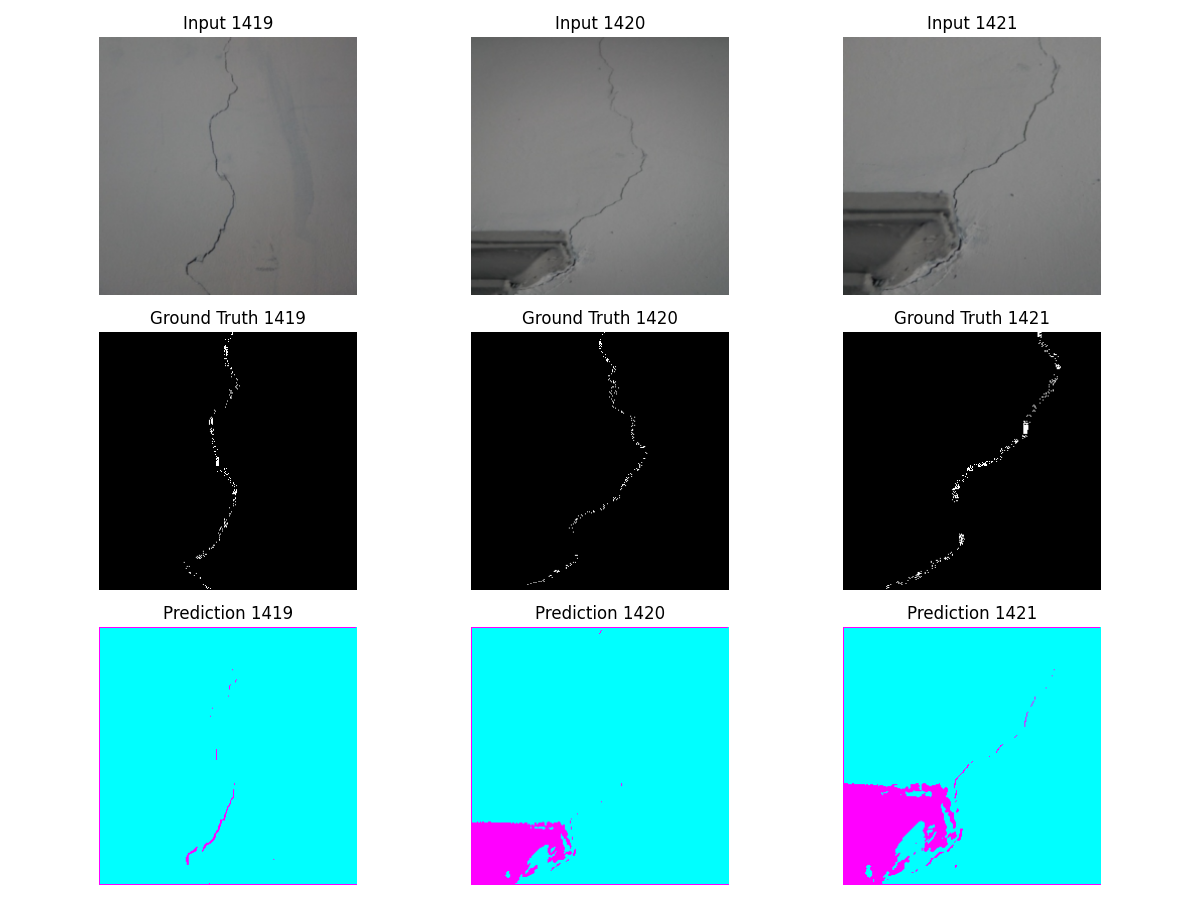 Input 1419
Input 1420
Input 1421
Ground Truth 1419
Ground Truth 1420
Ground Truth 1421
Prediction 1419
Prediction 1420
Prediction 1421